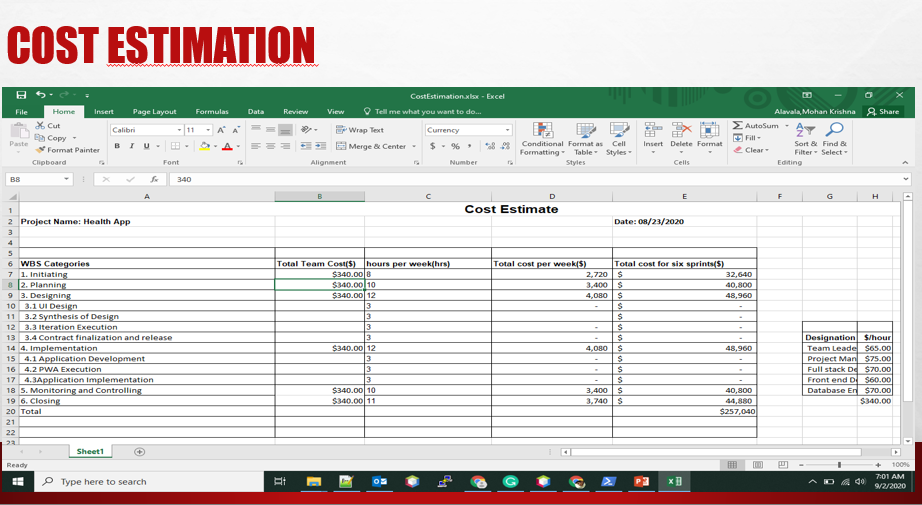 COST ESTIMATION
CostEstimation.xlsx - Excel
File Home Insert Page Layout Formulas Data Review View Tell me what you want to do... Alavala Mohan Krishna Share
Paste Cut Copy Format Painter
Calibri 11 A A
B I U A
Wrap Text
Merge & Center
Currency
$ % ,
Conditional Formatting Format as Table Cell Styles
Insert Delete Format
AutoSum Fill Clear
Sort & Filter Find & Select
Clipboard Font Alignment Number Styles Cells Editing
B8 fx 340
A B C D E F G H
1 Cost Estimate
2 Project Name: Health App Date: 08/23/2020
3
4
5
6 WBS Categories Total Team Cost($) hours per week(hrs) Total cost per week($) Total cost for six sprints($)
7 1. Initiating $340.00 8 2,720 $ 32,640
8 2. Planning $340.00 10 3,400 $ 40,800
9 3. Designing $340.00 12 4,080 $ 48,960
10 3.1 UI Design 3 - $ -
11 3.2 Synthesis of Design 3 $ -
12 3.3 Iteration Execution 3 - $ -
13 3.4 Contract finalization and release 3 - $ - Designation $/hour
14 4. Implementation $340.00 12 4,080 $ 48,960 Team Leade $65.00
15 4.1 Application Development 3 - $ - Project Man $75.00
16 4.2 PWA Execution 3 - $ - Full stack De $70.00
17 4.3Application Implementation 3 - $ - Front end D $60.00
18 5. Monitoring and Controlling $340.00 10 3,400 $ 40,800 Database En $70.00
19 6. Closing $340.00 11 3,740 $ 44,880 $340.00
20 Total $257,040
21
22
23
Sheet1
Ready 100%
Type here to search
7:01 AM
9/2/2020